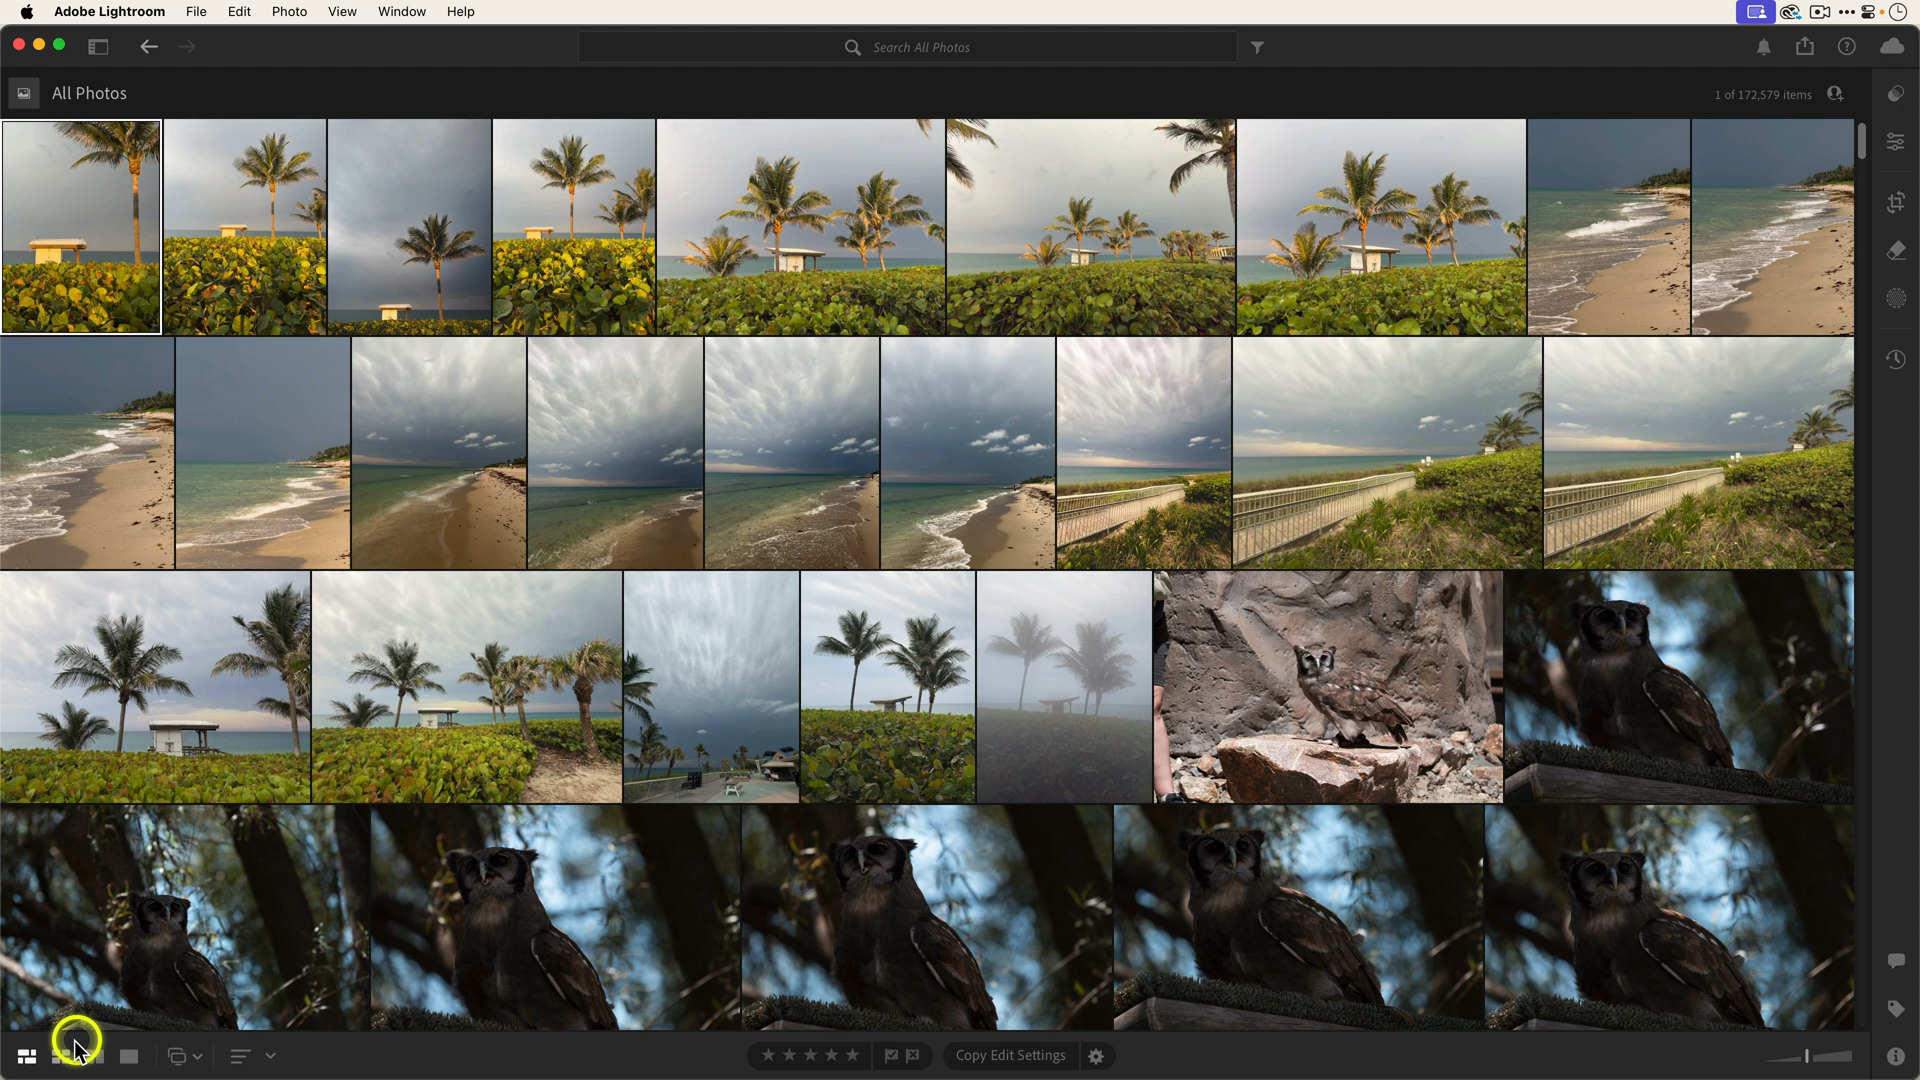 Adobe Lightroom File Edit Photo View Window Help
Search All Photos
All Photos
1 of 172,579 items
Copy Edit Settings